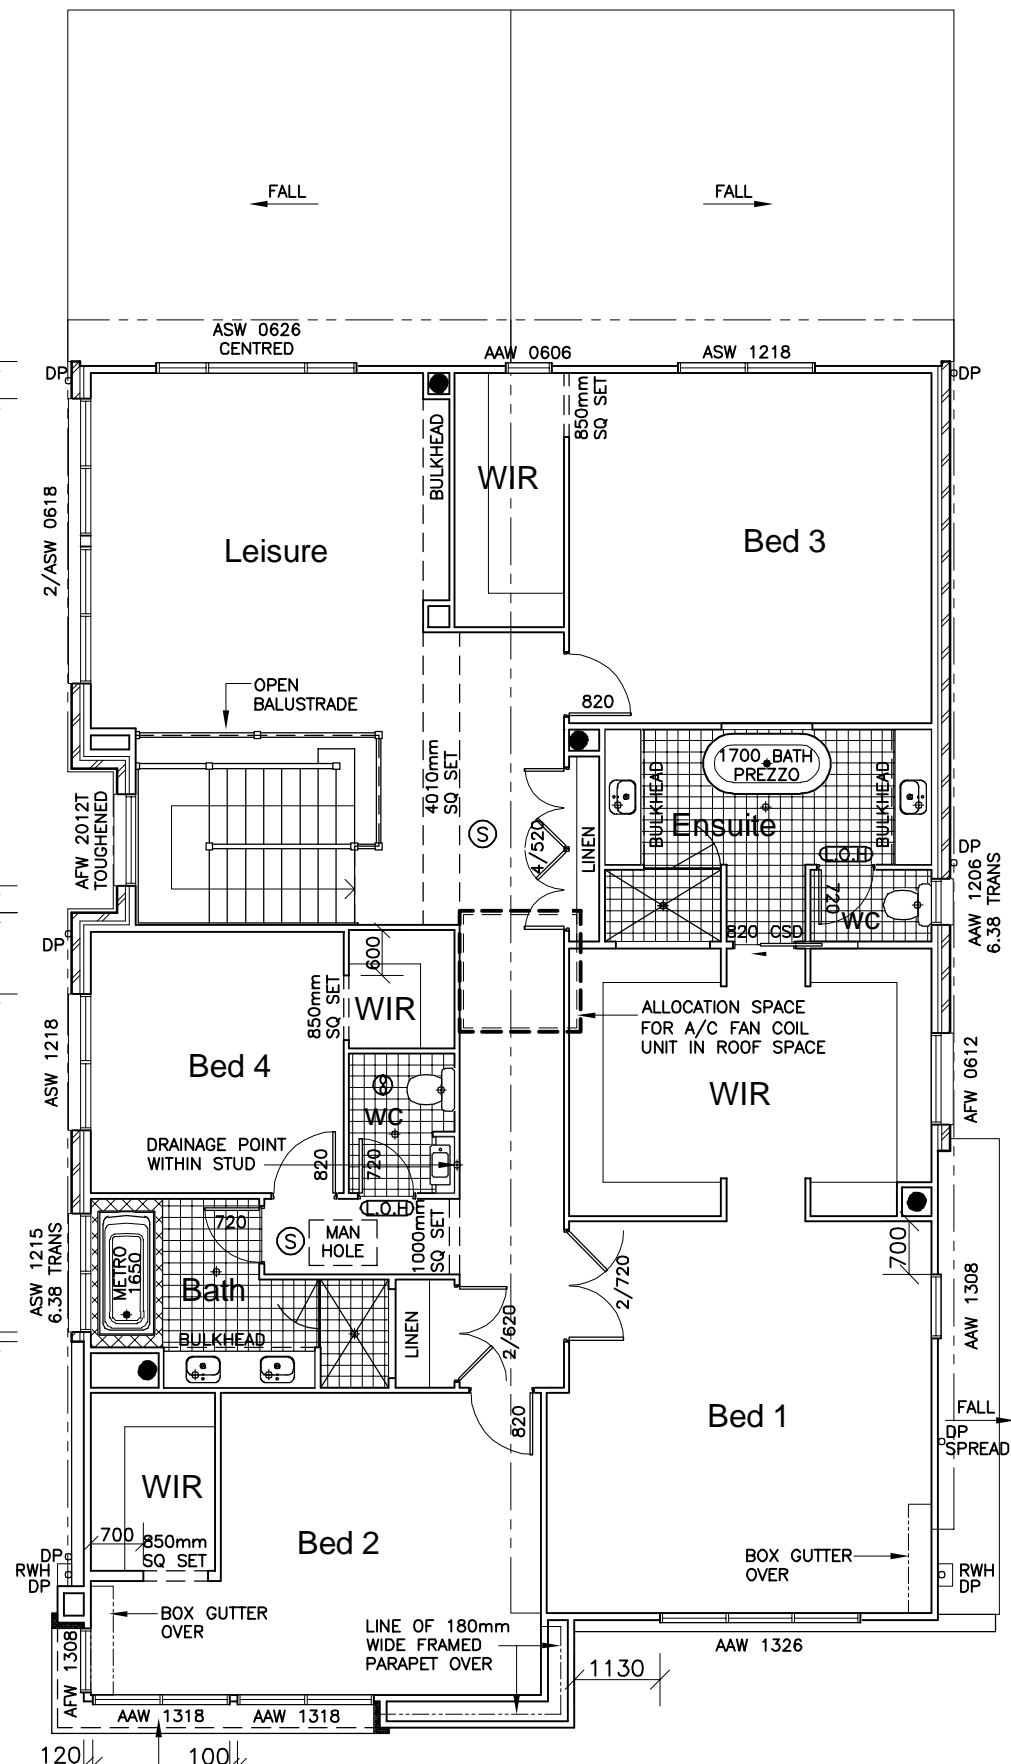 FALL
FALL
ASW 0626
CENTRED
AAW 0606
ASW 1218
DP
DP
850mm
SQ SET
BULKHEAD
WIR
2/ASW 0618
Leisure
Bed 3
OPEN
BALUSTRADE
820
4010mm
SQ SET
1700 BATH
PREZZO
BULKHEAD
BULKHEAD
AFW 2012T
TOUGHENED
S
4/520
LINEN
Ensuite
L.O.H
DP
AAW 1206
6.38 TRANS
720
WC
DP
820 CSD
600
850mm
SQ SET
WIR
ALLOCATION SPACE
FOR A/C FAN COIL
UNIT IN ROOF SPACE
ASW 1218
Bed 4
WIR
AFW 0612
WC
DRAINAGE POINT
WITHIN STUD
820
720
L.O.H
720
S
MAN
HOLE
1000mm
SQ SET
700
ASW 1215
6.38 TRANS
METRO
1650
Bath
2/720
AAW 1308
BULKHEAD
LINEN
2/620
820
Bed 1
FALL
DP
SPREAD
WIR
700
850mm
SQ SET
Bed 2
DP
RWH
DP
BOX GUTTER
OVER
RWH
DP
BOX GUTTER
OVER
LINE OF 180mm
WIDE FRAMED
PARAPET OVER
AAW 1326
AFW 1308
1130
AAW 1318
AAW 1318
120
100